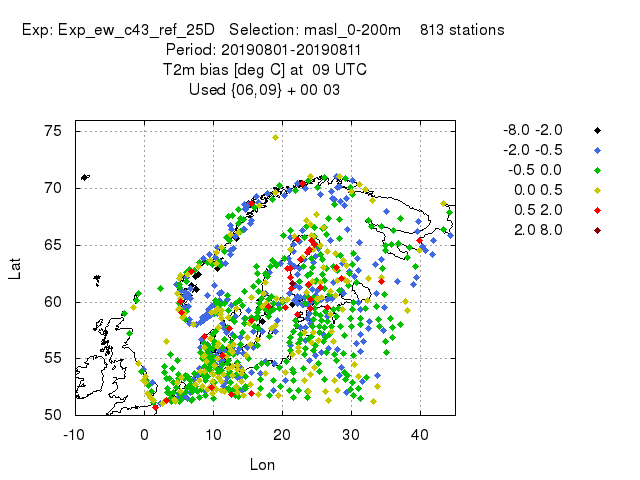 Exp: Exp_ew_c43_ref_25D Selection: masl_0-200m 813 stations
Period: 20190801-20190811
T2m bias [deg C] at 09 UTC
Used {06,09} + 00 03
75
70
65
60
55
50
Lat
-10 0 10 20 30 40
Lon
-8.0 -2.0
-2.0 -0.5
-0.5 0.0
0.0 0.5
0.5 2.0
2.0 8.0